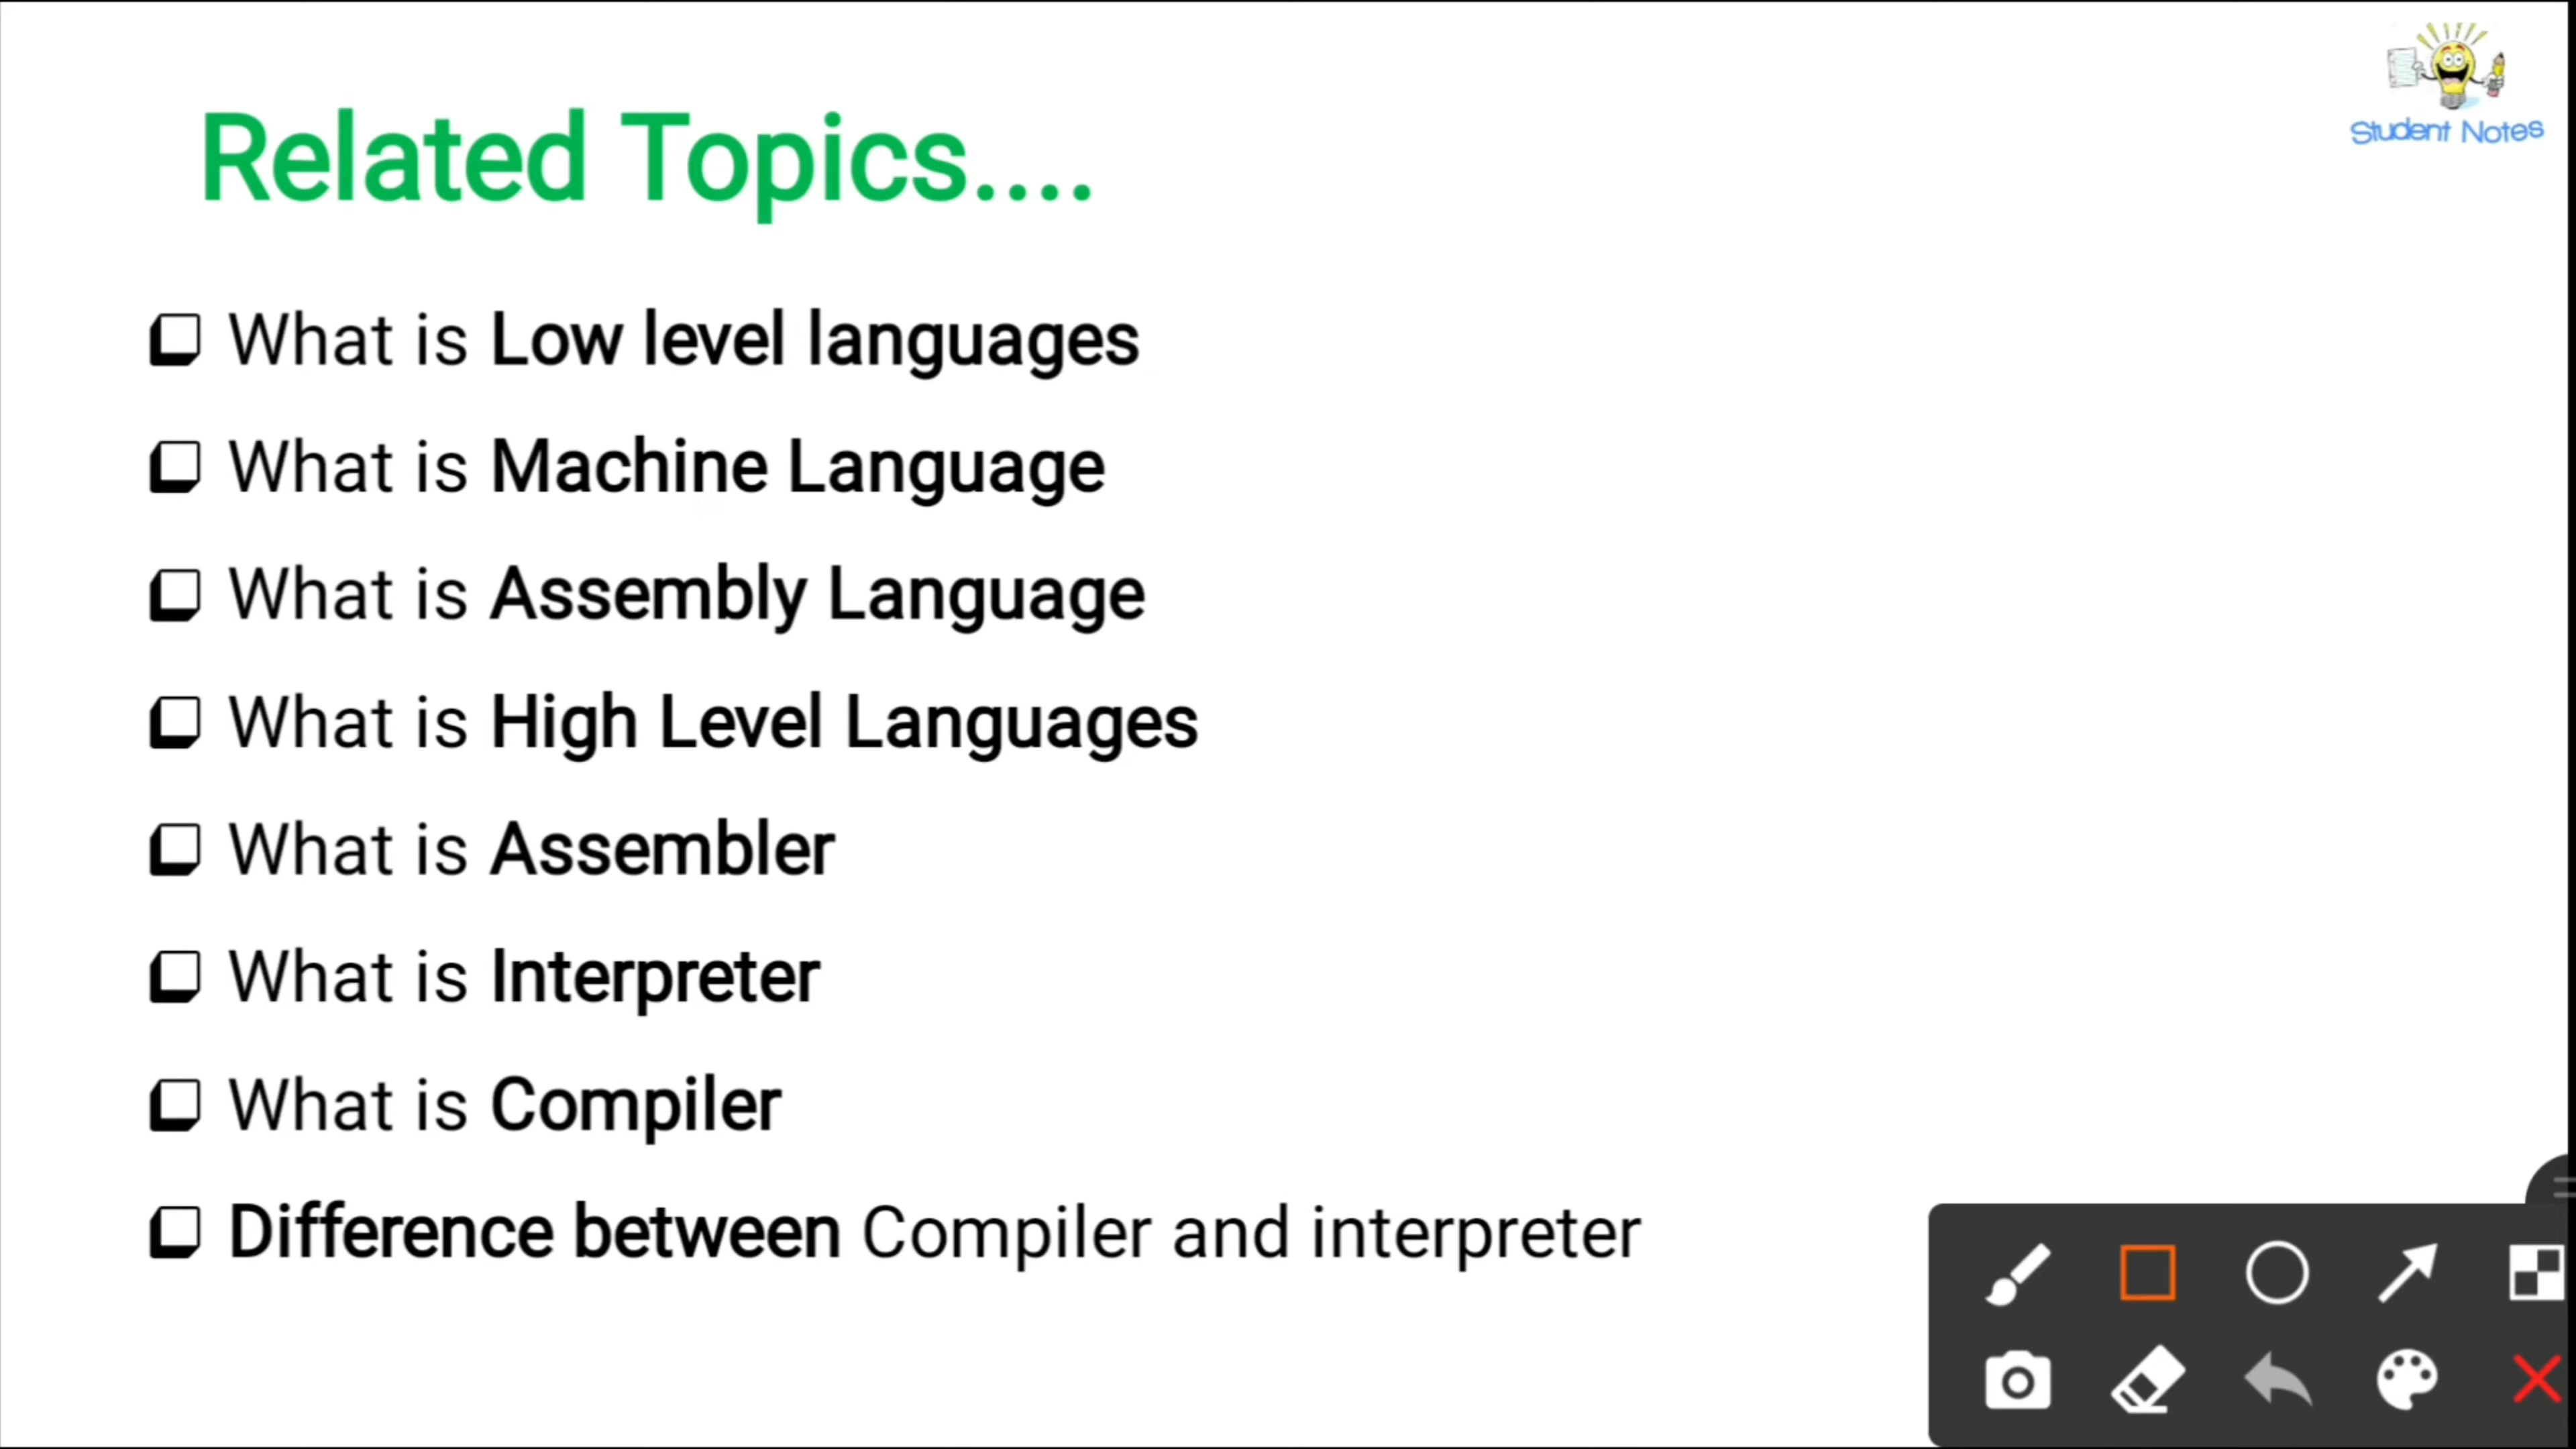 Student Notes
Related Topics....
What is Low level languages
What is Machine Language
What is Assembly Language
What is High Level Languages
What is Assembler
What is Interpreter
What is Compiler
Difference between Compiler and interpreter